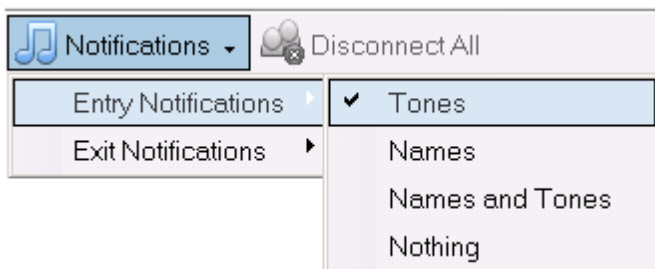 Notifications Disconnect All
Entry Notifications
Exit Notifications
Tones
Names
Names and Tones
Nothing